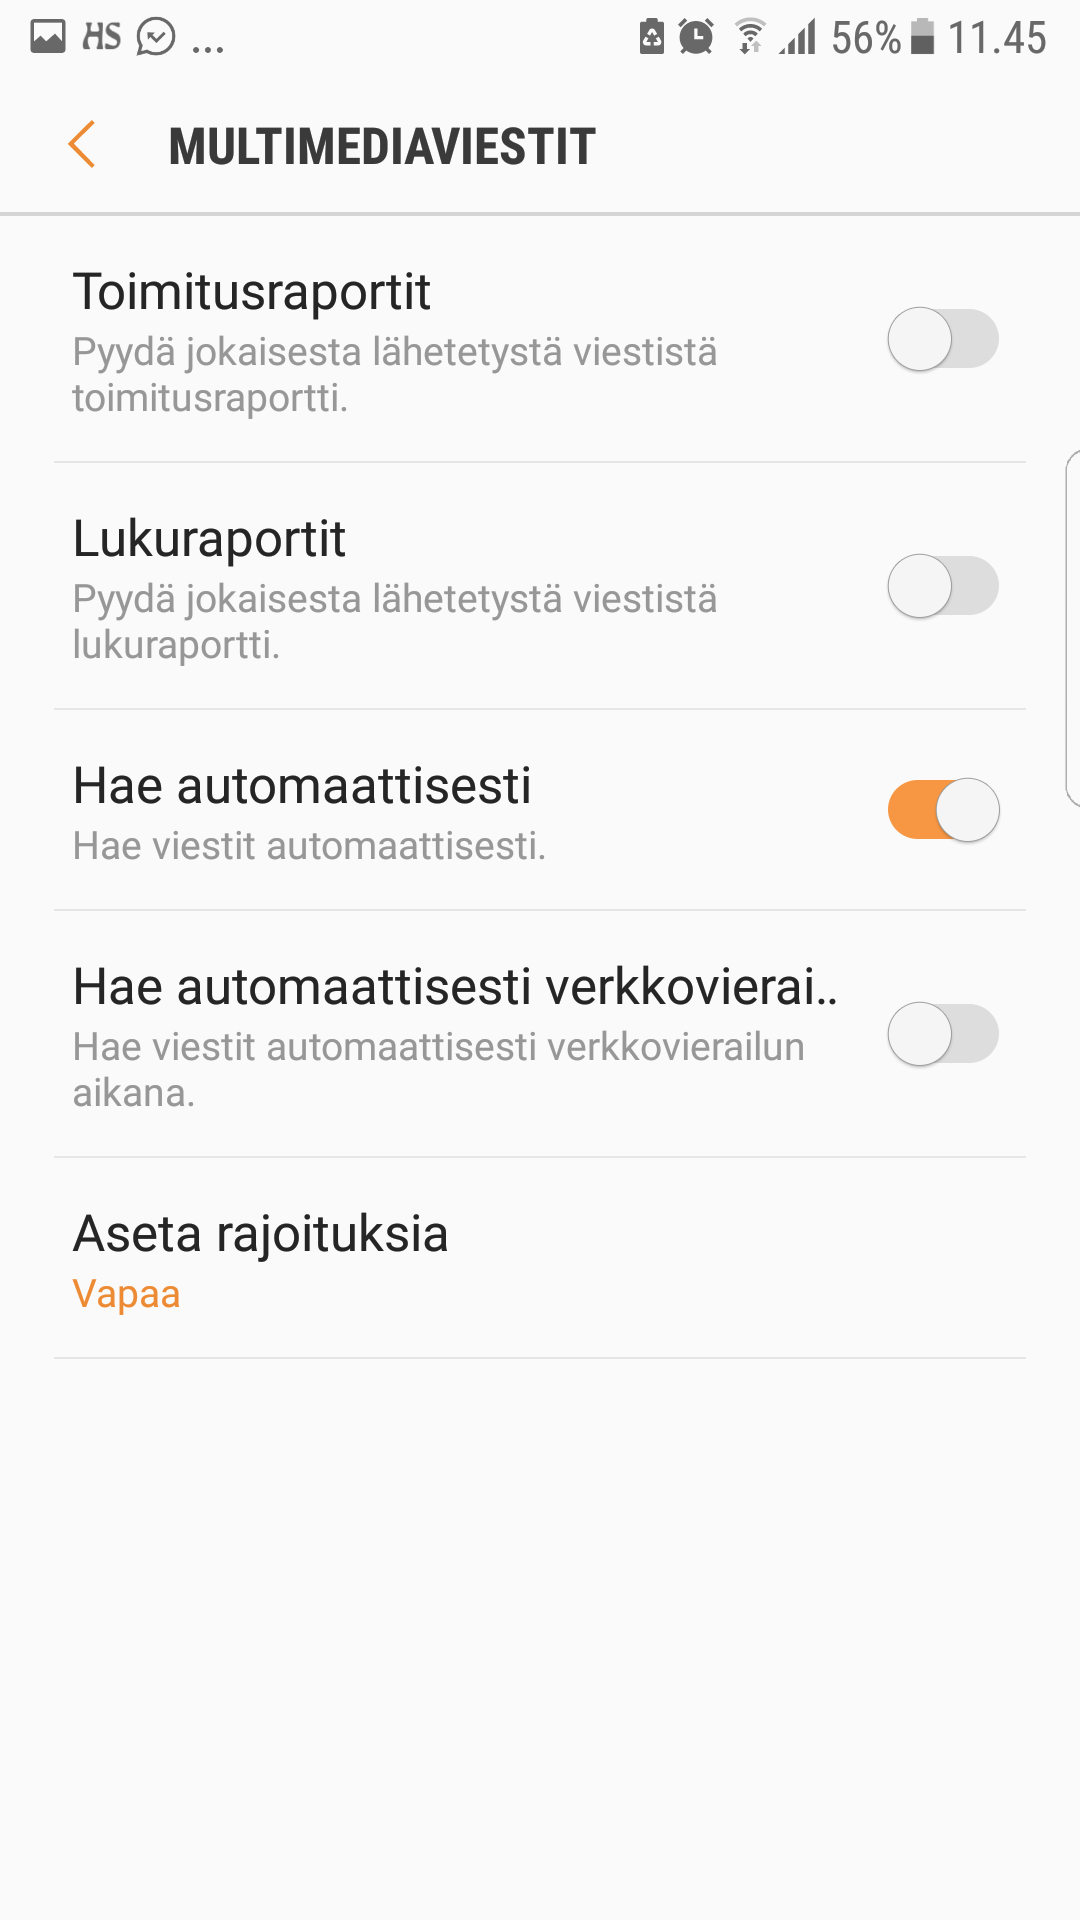 HS ... 56% 11.45
MULTIMEDIAVIESTIT
Toimitusraportit
Pyydä jokaisesta lähetetystä viestistä
toimitusraportti.
Lukuraportit
Pyydä jokaisesta lähetetystä viestistä
lukuraportti.
Hae automaattisesti
Hae viestit automaattisesti.
Hae automaattisesti verkkovierai..
Hae viestit automaattisesti verkkovierailun
aikana.
Aseta rajoituksia
Vapaa